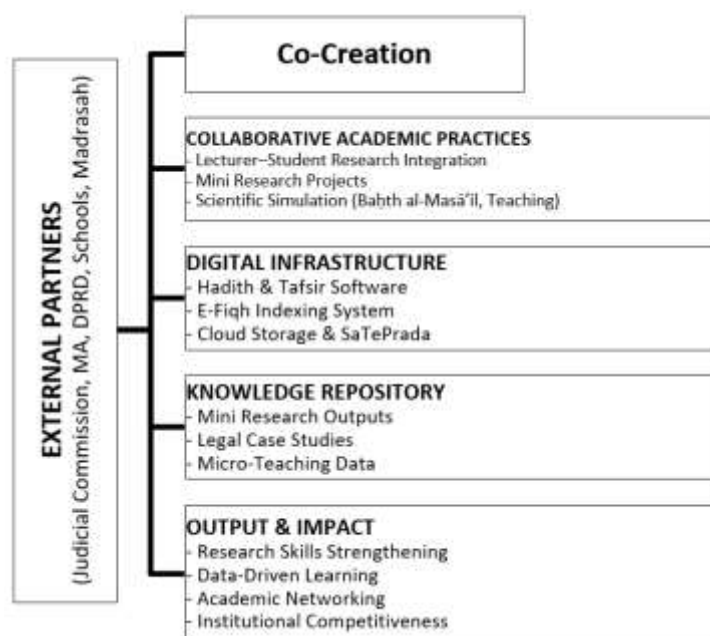 EXTERNAL PARTNERS
(Judicial Commission, MA, DPRD, Schools, Madrasah)
Co-Creation
COLLABORATIVE ACADEMIC PRACTICES
- Lecturer–Student Research Integration
- Mini Research Projects
- Scientific Simulation (Baḥth al-Masā’il, Teaching)
DIGITAL INFRASTRUCTURE
- Hadith & Tafsir Software
- E-Fiqh Indexing System
- Cloud Storage & SaTePrada
KNOWLEDGE REPOSITORY
- Mini Research Outputs
- Legal Case Studies
- Micro-Teaching Data
OUTPUT & IMPACT
- Research Skills Strengthening
- Data-Driven Learning
- Academic Networking
- Institutional Competitiveness